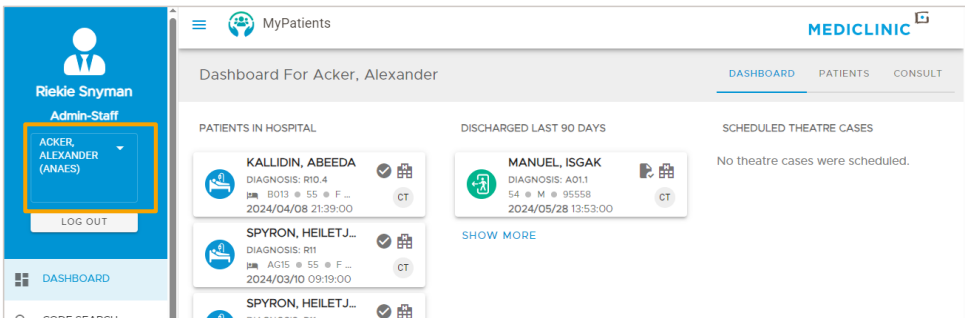 MyPatients
MEDICLINIC
Riekie Snyman
Admin-Staff
ACKER,
ALEXANDER
(ANAES)
LOG OUT
DASHBOARD
CODE SEARCH
Dashboard For Acker, Alexander
DASHBOARD PATIENTS CONSULT
PATIENTS IN HOSPITAL
KALLIDIN, ABEEDA
DIAGNOSIS: R10.4
B013 55 F ...
CT
2024/04/08 21:39:00
SPYRON, HEILETJ...
DIAGNOSIS: R11
AG15 55 F ...
CT
2024/03/10 09:19:00
SPYRON, HEILETJ...
DIAGNOSIS: R11
DISCHARGED LAST 90 DAYS
MANUEL, ISGAK
DIAGNOSIS: A01.1
54 M 95558
CT
2024/05/28 13:53:00
SHOW MORE
SCHEDULED THEATRE CASES
No theatre cases were scheduled.